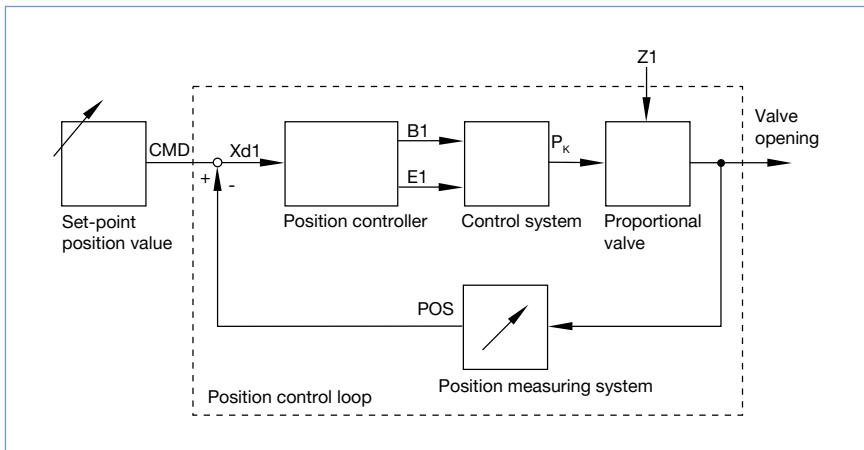 Z1
Valve
opening
CMD
+
Xd1
-
B1
E1
P_K
Set-point
position value
Position controller
Control system
Proportional
valve
POS
Position measuring system
Position control loop